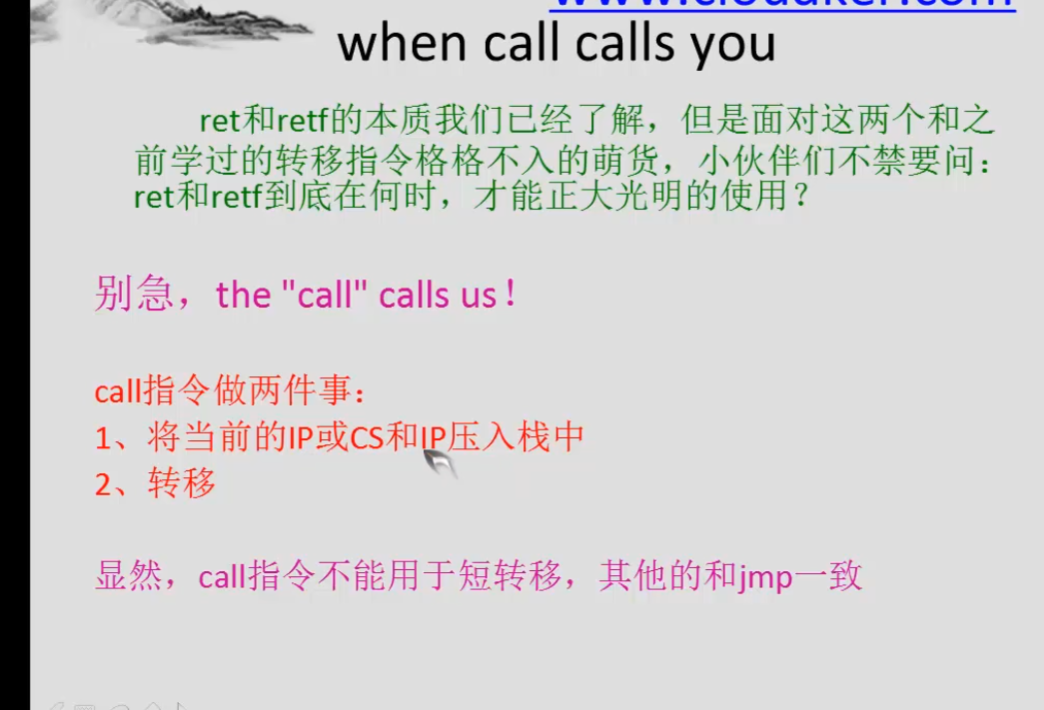 when call calls you
ret和retf的本质我们已经了解，但是面对这两个和之
前学过的转移指令格格不入的萌货，小伙伴们不禁要问：
ret和retf到底在何时，才能正大光明的使用？
别急，the "call" calls us！
call指令做两件事：
1、将当前的IP或CS和IP压入栈中
2、转移
显然，call指令不能用于短转移，其他的和jmp一致